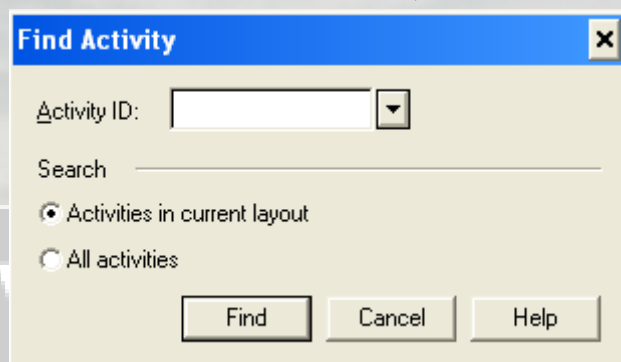 Find Activity
Activity ID:
Search
Activities in current layout
All activities
Find Cancel Help